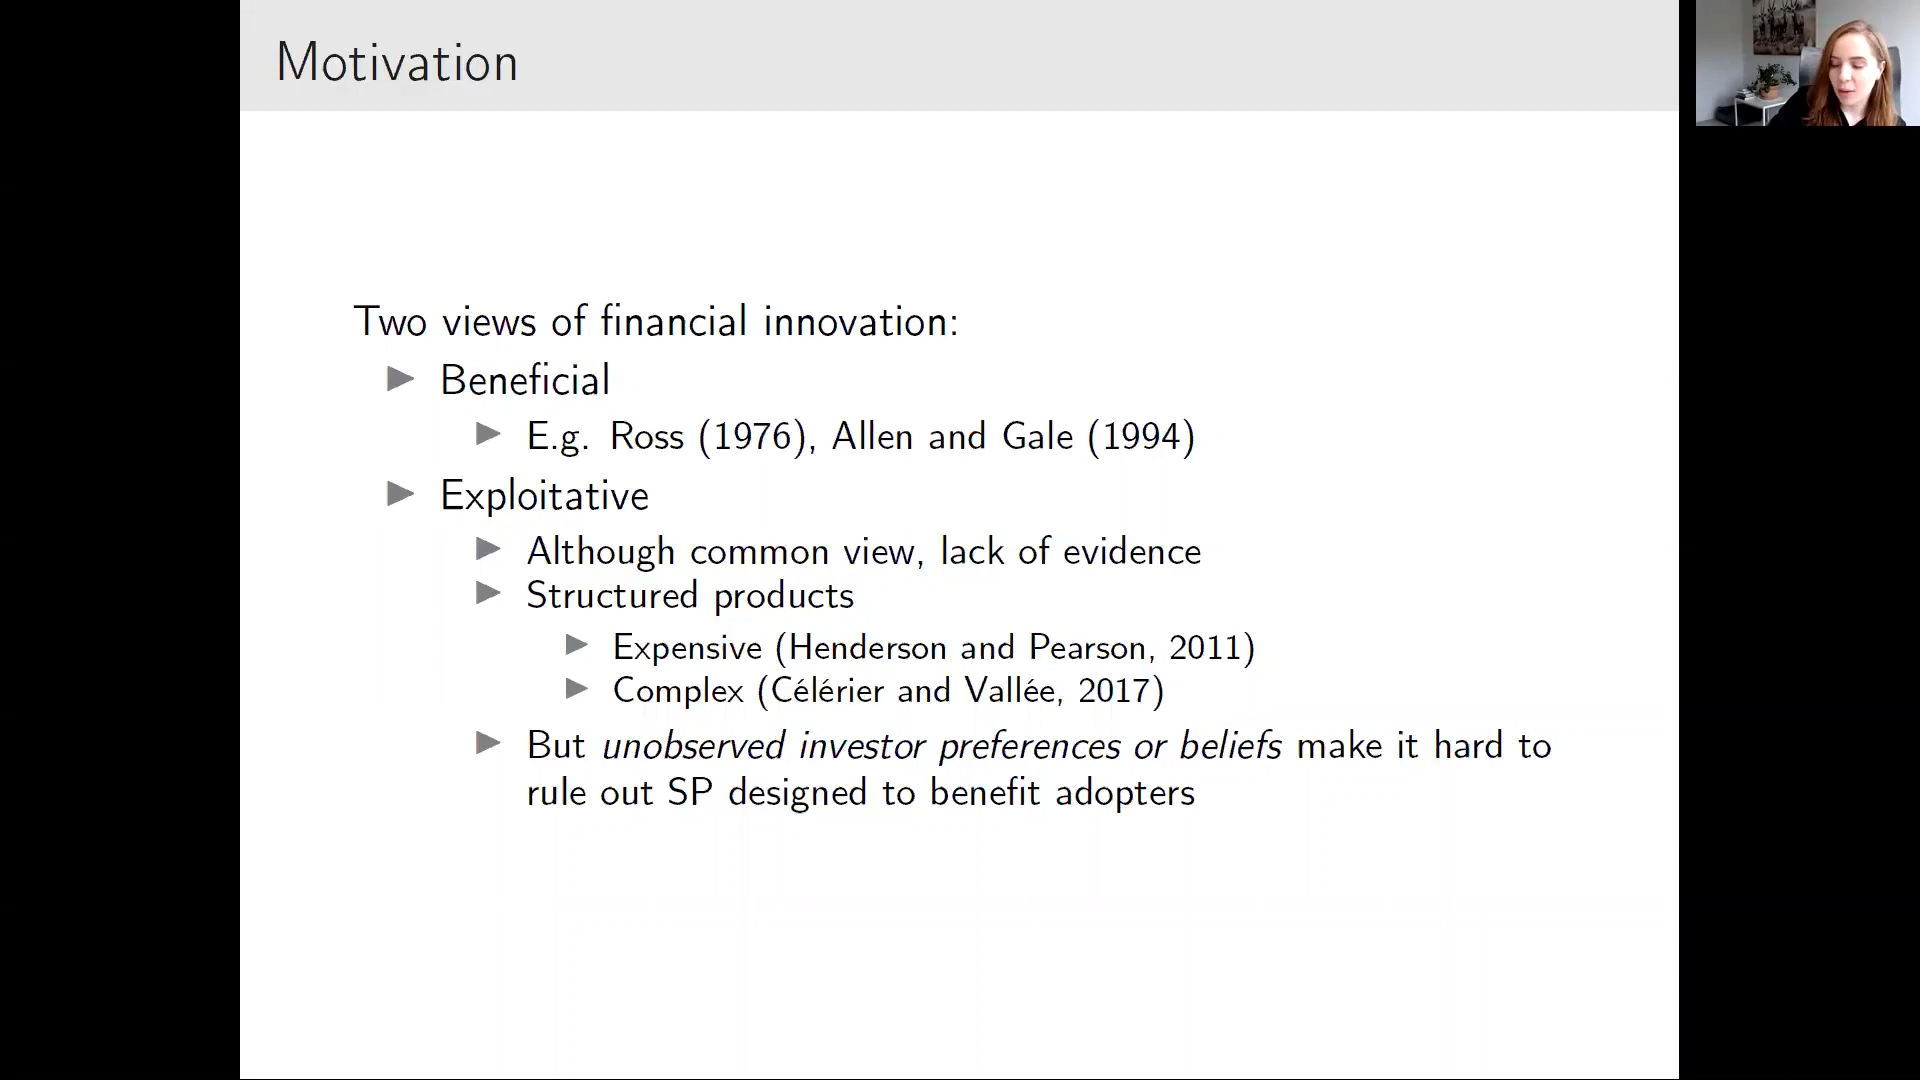 Motivation
Two views of financial innovation:
Beneficial
E.g. Ross (1976), Allen and Gale (1994)
Exploitative
Although common view, lack of evidence
Structured products
Expensive (Henderson and Pearson, 2011)
Complex (Célérier and Vallée, 2017)
But unobserved investor preferences or beliefs make it hard to
rule out SP designed to benefit adopters